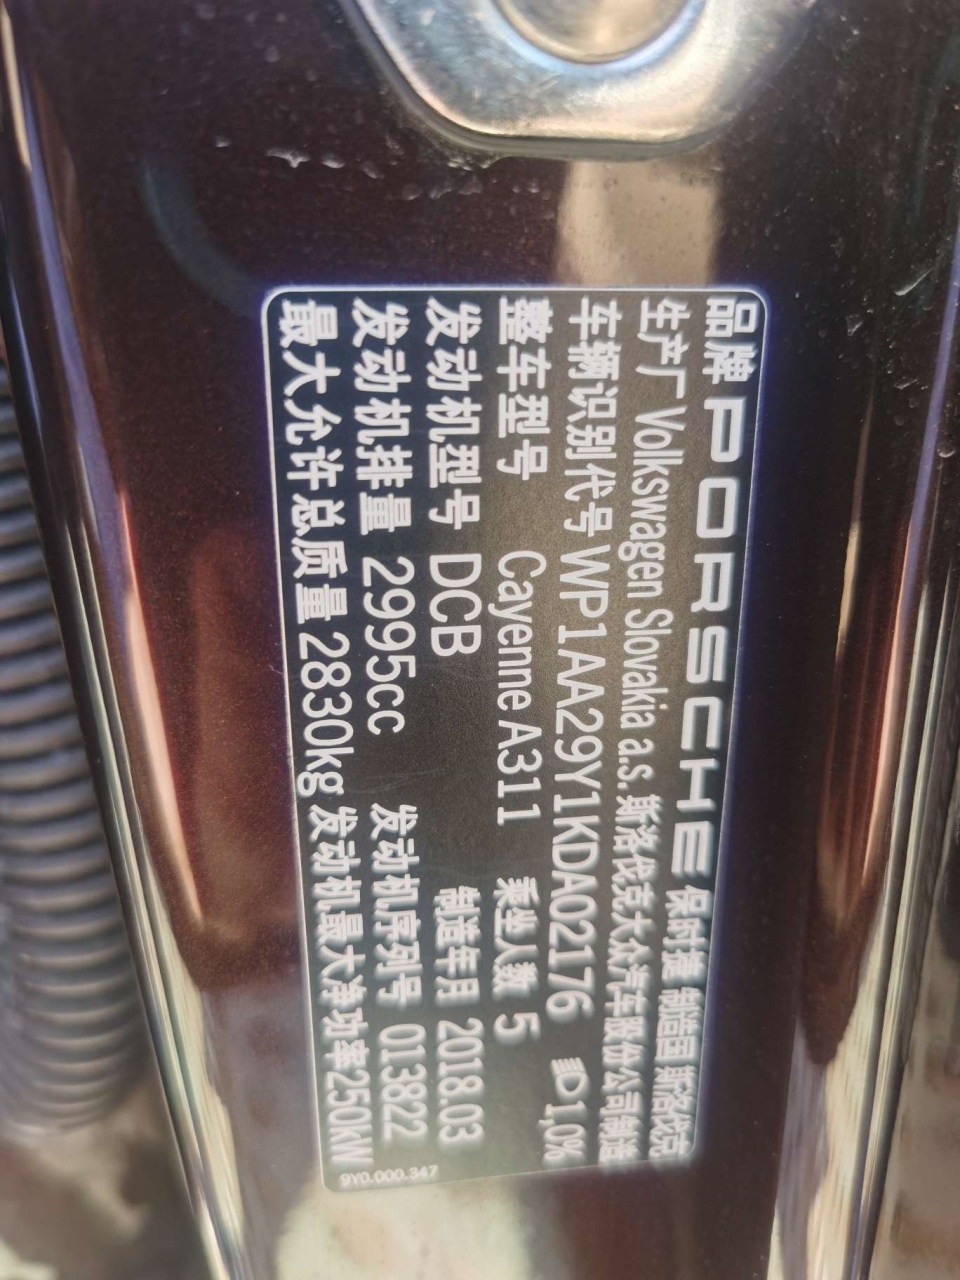 品牌 PORSCHE 保时捷 制造国 斯洛伐克
生产厂 Volkswagen Slovakia a.s. 斯洛伐克大众汽车股份公司制造
车辆识别代号 WP1AA29Y1KDA02176 1,0%
整车型号 Cayenne A311 乘坐人数 5
发动机型号 DCB 制造年月 2018.03
发动机排量 2995cc 发动机序列号 013822
最大允许总质量 2830kg 发动机最大净功率 250kW
9Y0.000.347